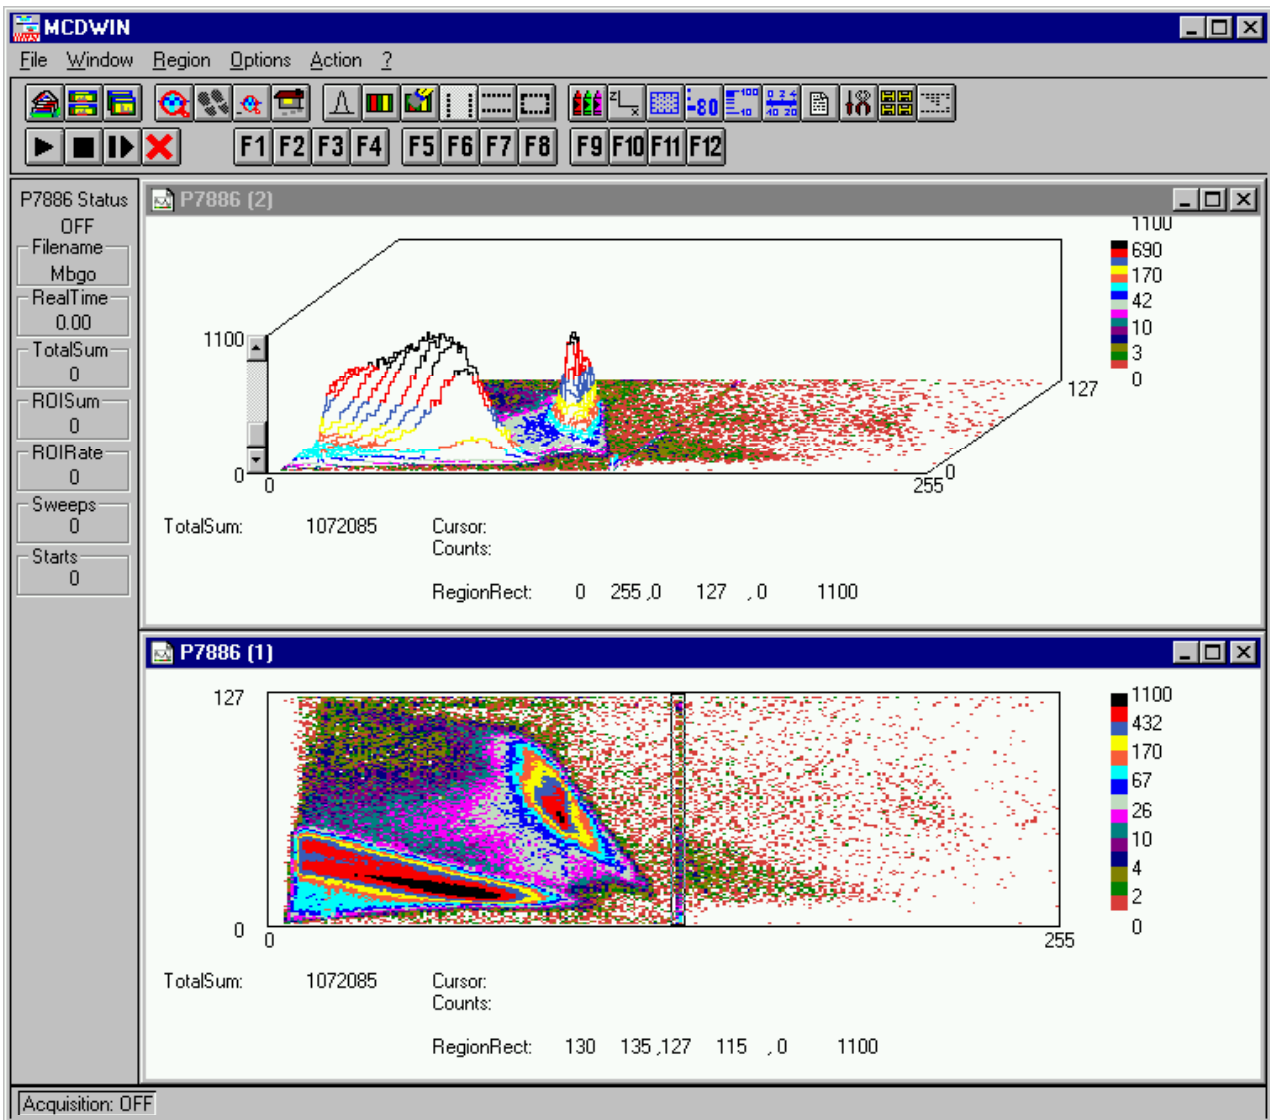 MCDWIN
File Window Region Options Action ?
F1 F2 F3 F4 F5 F6 F7 F8 F9 F10 F11 F12
P7886 Status
OFF
Filename
Mbgo
RealTime
0.00
TotalSum
0
ROISum
0
ROIRate
0
Sweeps
0
Starts
0
P7886 (2)
1100
690
170
42
10
3
0
1100
0
0
255
0
127
TotalSum: 1072085 Cursor:
Counts:
RegionRect: 0 255 ,0 127 , 0 1100
P7886 (1)
127
0
0
255
1100
432
170
67
26
10
4
2
0
TotalSum: 1072085 Cursor:
Counts:
RegionRect: 130 135 ,127 115 , 0 1100
Acquisition: OFF